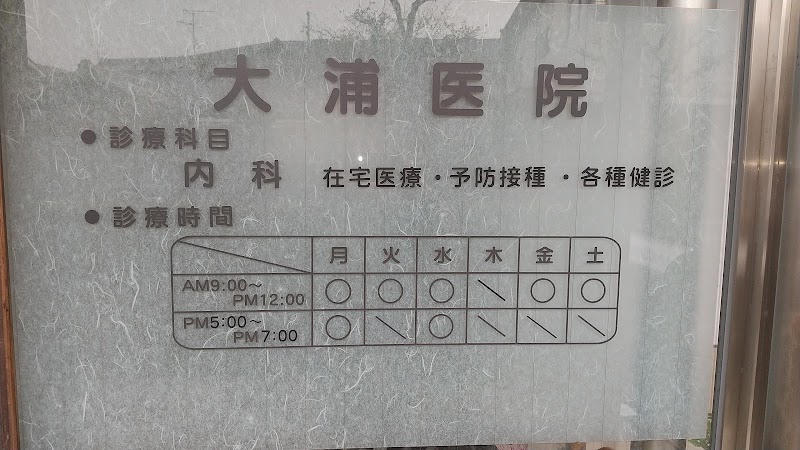 大浦医院
●診療科目
内科 在宅医療・予防接種・各種健診
●診療時間
月 火 水 木 金 土
AM9:00～PM12:00 ○ ○ ○ ＼ ○ ○
PM5:00～PM7:00 ○ ＼ ○ ＼ ＼ ＼